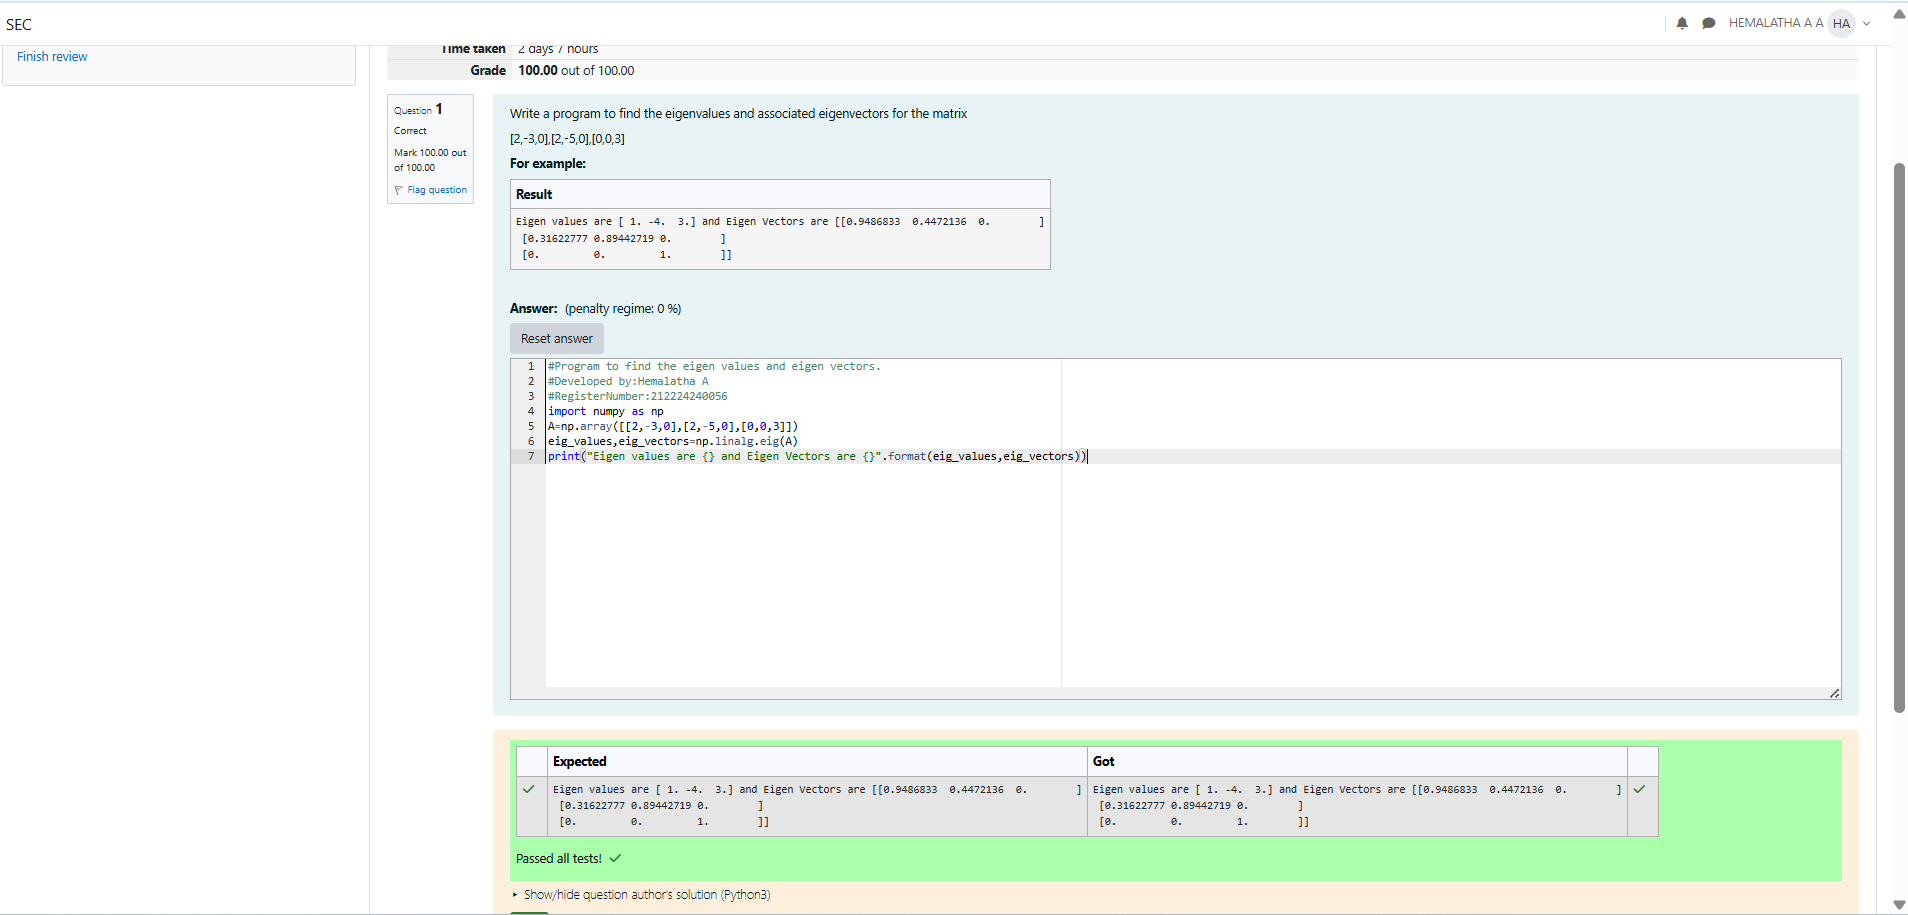 SEC
HEMALATHA A A HA
Finish review
Time taken 2 days 7 hours
Grade 100.00 out of 100.00
Question 1
Correct
Mark 100.00 out
of 100.00
Flag question
Write a program to find the eigenvalues and associated eigenvectors for the matrix
[2,-3,0],[2,-5,0],[0,0,3]
For example:
Result
Eigen values are [ 1. -4.  3.] and Eigen Vectors are [[0.9486833  0.4472136  0.        ]
 [0.31622777 0.89442719 0.        ]
 [0.         0.         1.        ]]
Answer: (penalty regime: 0 %)
Reset answer
1 #Program to find the eigen values and eigen vectors.
2 #Developed by:Hemalatha A
3 #RegisterNumber:212224240056
4 import numpy as np
5 A=np.array([[2,-3,0],[2,-5,0],[0,0,3]])
6 eig_values,eig_vectors=np.linalg.eig(A)
7 print("Eigen values are {} and Eigen Vectors are {}".format(eig_values,eig_vectors))
Expected Got
Eigen values are [ 1. -4.  3.] and Eigen Vectors are [[0.9486833  0.4472136  0.        ] Eigen values are [ 1. -4.  3.] and Eigen Vectors are [[0.9486833  0.4472136  0.        ]
 [0.31622777 0.89442719 0.        ] [0.31622777 0.89442719 0.        ]
 [0.         0.         1.        ]] [0.         0.         1.        ]]
Passed all tests!
Show/hide question author's solution (Python3)